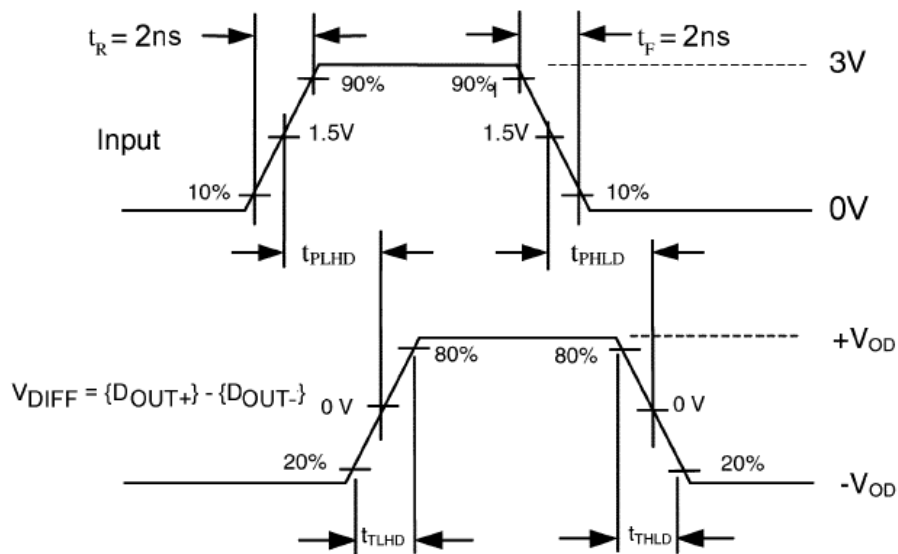 tR = 2ns
tF = 2ns
3V
90%
90%
Input
1.5V
1.5V
10%
10%
0V
tPLHD
tPHLD
+VOD
80%
80%
VDIFF = {DOUT+} - {DOUT-}
0 V
0 V
20%
20%
-VOD
tTLHD
tTHLD